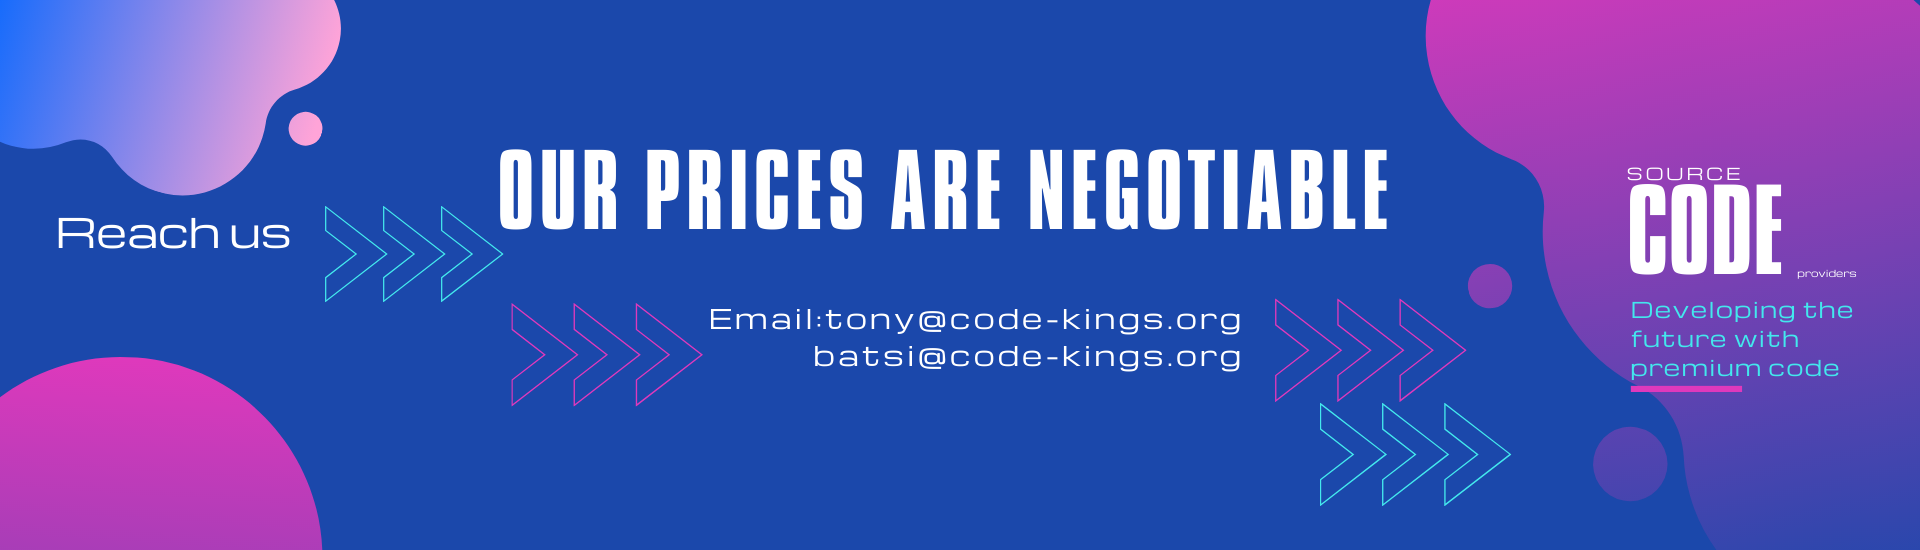 Reach us
OUR PRICES ARE NEGOTIABLE
Email:tony@code-kings.org
batsi@code-kings.org
SOURCE
CODE
providers
Developing the
future with
premium code